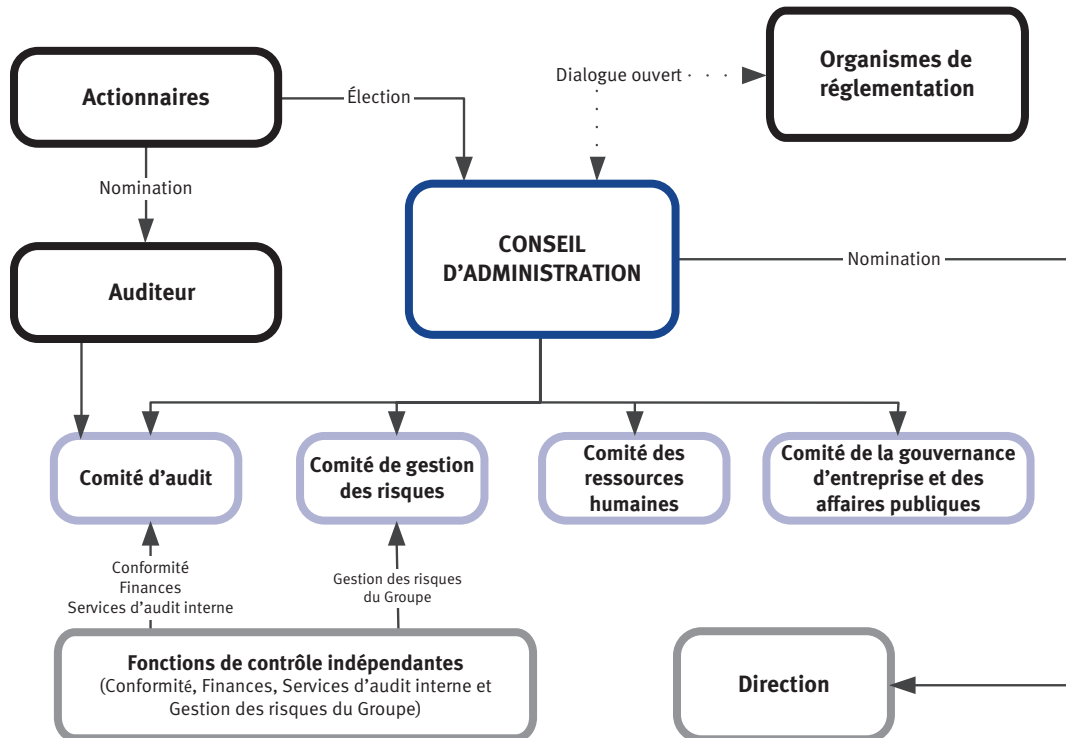 Actionnaires
Élection
Dialogue ouvert
Organismes de
réglementation
Nomination
CONSEIL
D’ADMINISTRATION
Nomination
Auditeur
Comité d’audit
Comité de gestion
des risques
Comité des
ressources
humaines
Comité de la gouvernance
d’entreprise et des
affaires publiques
Conformité
Finances
Services d’audit interne
Gestion des risques
du Groupe
Fonctions de contrôle indépendantes
(Conformité, Finances, Services d’audit interne et
Gestion des risques du Groupe)
Direction